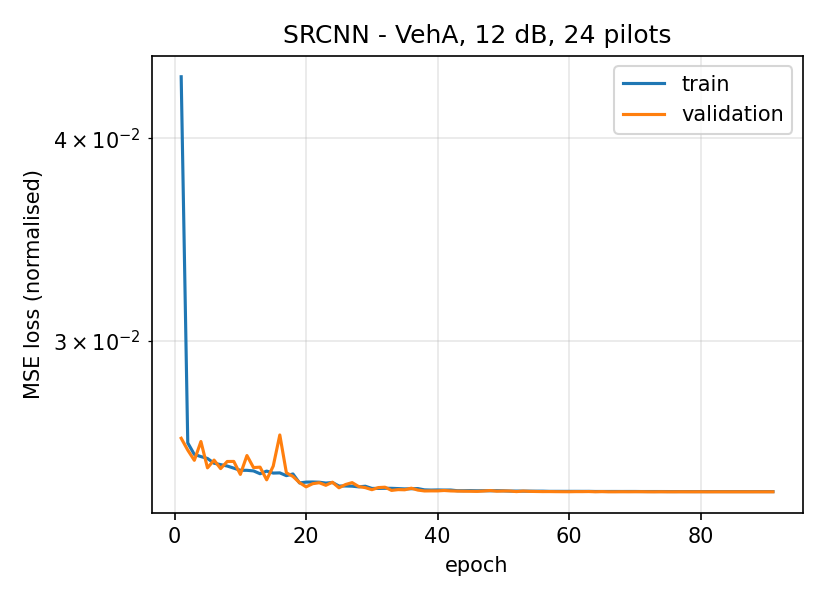 SRCNN - VehA, 12 dB, 24 pilots
train
validation
4 × 10⁻²
3 × 10⁻²
MSE loss (normalised)
0 20 40 60 80
epoch